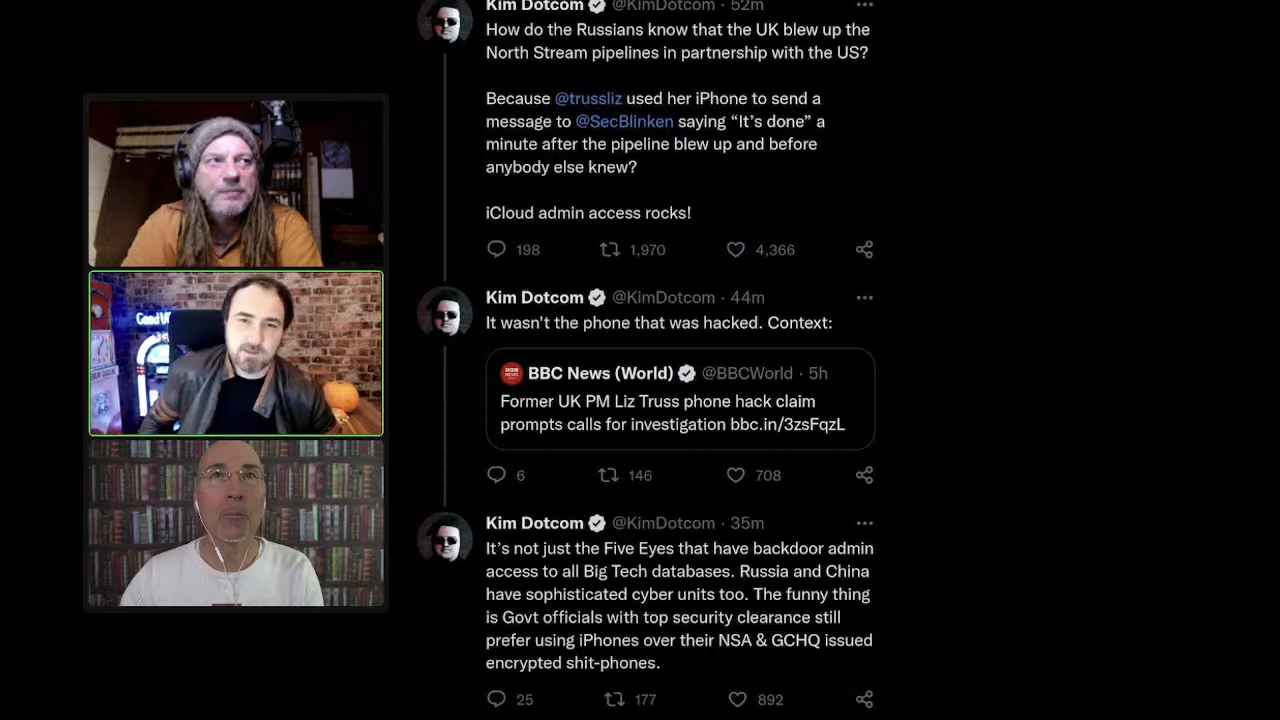 Kim Dotcom @KimDotcom · 52m
How do the Russians know that the UK blew up the
North Stream pipelines in partnership with the US?
Because @trussliz used her iPhone to send a
message to @SecBlinken saying “It’s done” a
minute after the pipeline blew up and before
anybody else knew?
iCloud admin access rocks!
198 1,970 4,366
Kim Dotcom @KimDotcom · 44m
It wasn't the phone that was hacked. Context:
BBC News (World) @BBCWorld · 5h
Former UK PM Liz Truss phone hack claim
prompts calls for investigation bbc.in/3zsFqzL
6 146 708
Kim Dotcom @KimDotcom · 35m
It’s not just the Five Eyes that have backdoor admin
access to all Big Tech databases. Russia and China
have sophisticated cyber units too. The funny thing
is Govt officials with top security clearance still
prefer using iPhones over their NSA & GCHQ issued
encrypted shit-phones.
25 177 892